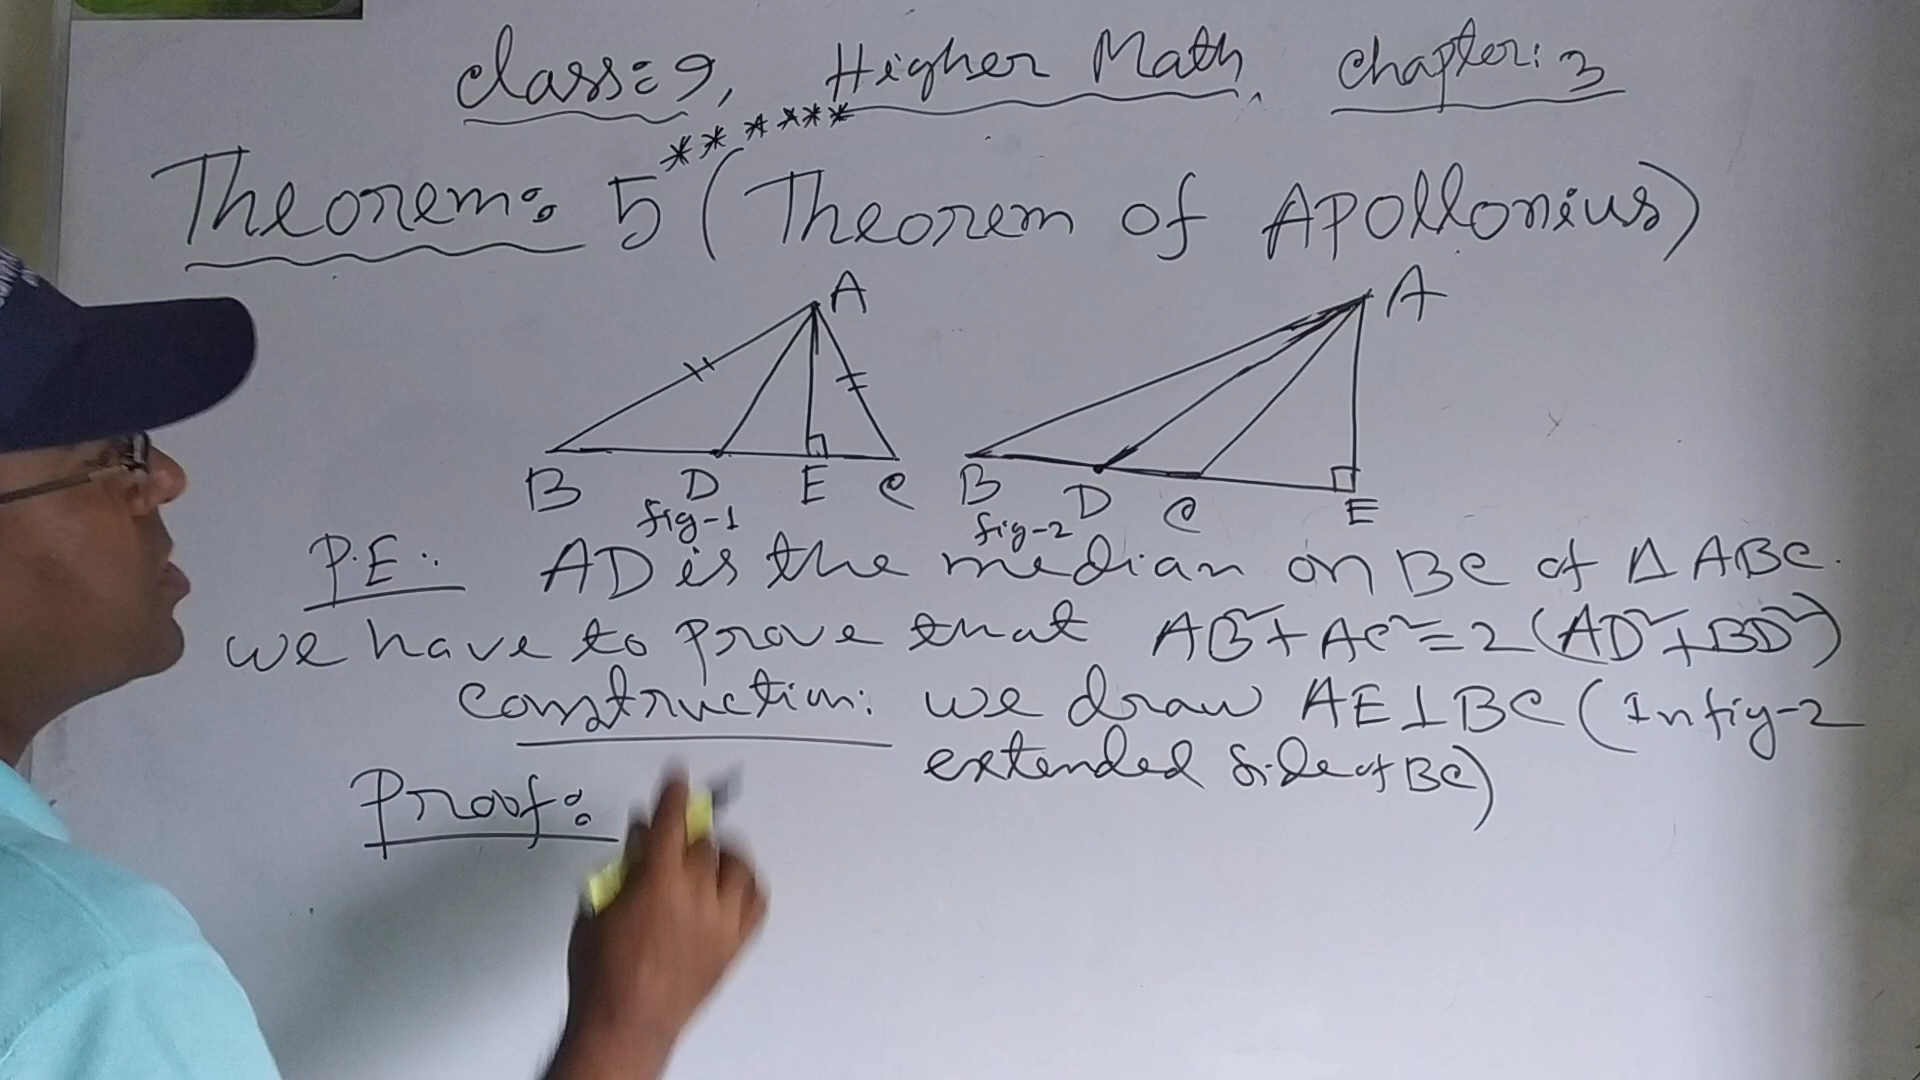 class: 9, Higher Math, chapter: 3
*******
Theorem: 5 (Theorem of Apollonius)
A A
B D E C B D C E
fig-1 fig-2
P.E.: AD is the median on BC of Δ ABC.
we have to prove that AB²+AC²=2(AD²+BD²)
construction: we draw AE⊥BC (In fig-2
extended side of BC)
Proof: